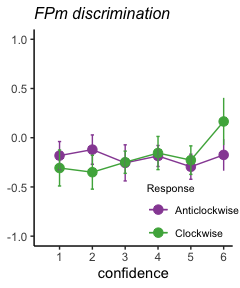 FPm discrimination
1.0
0.5
0.0
-0.5
-1.0
Response
Anticlockwise
Clockwise
1 2 3 4 5 6
confidence